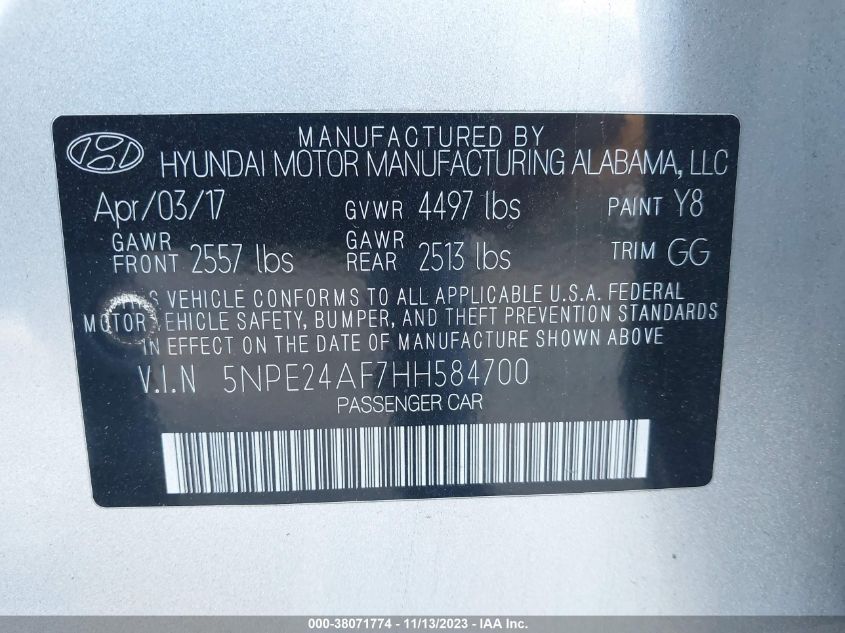 MANUFACTURED BY
HYUNDAI MOTOR MANUFACTURING ALABAMA, LLC
Apr/03/17 GVWR 4497 lbs PAINT Y8
GAWR FRONT 2557 lbs GAWR REAR 2513 lbs TRIM GG
VEHICLE CONFORMS TO ALL APPLICABLE U.S.A. FEDERAL
MOTOR VEHICLE SAFETY, BUMPER, AND THEFT PREVENTION STANDARDS
IN EFFECT ON THE DATE OF MANUFACTURE SHOWN ABOVE
V.I.N 5NPE24AF7HH584700
PASSENGER CAR
000-38071774 - 11/13/2023 - IAA Inc.